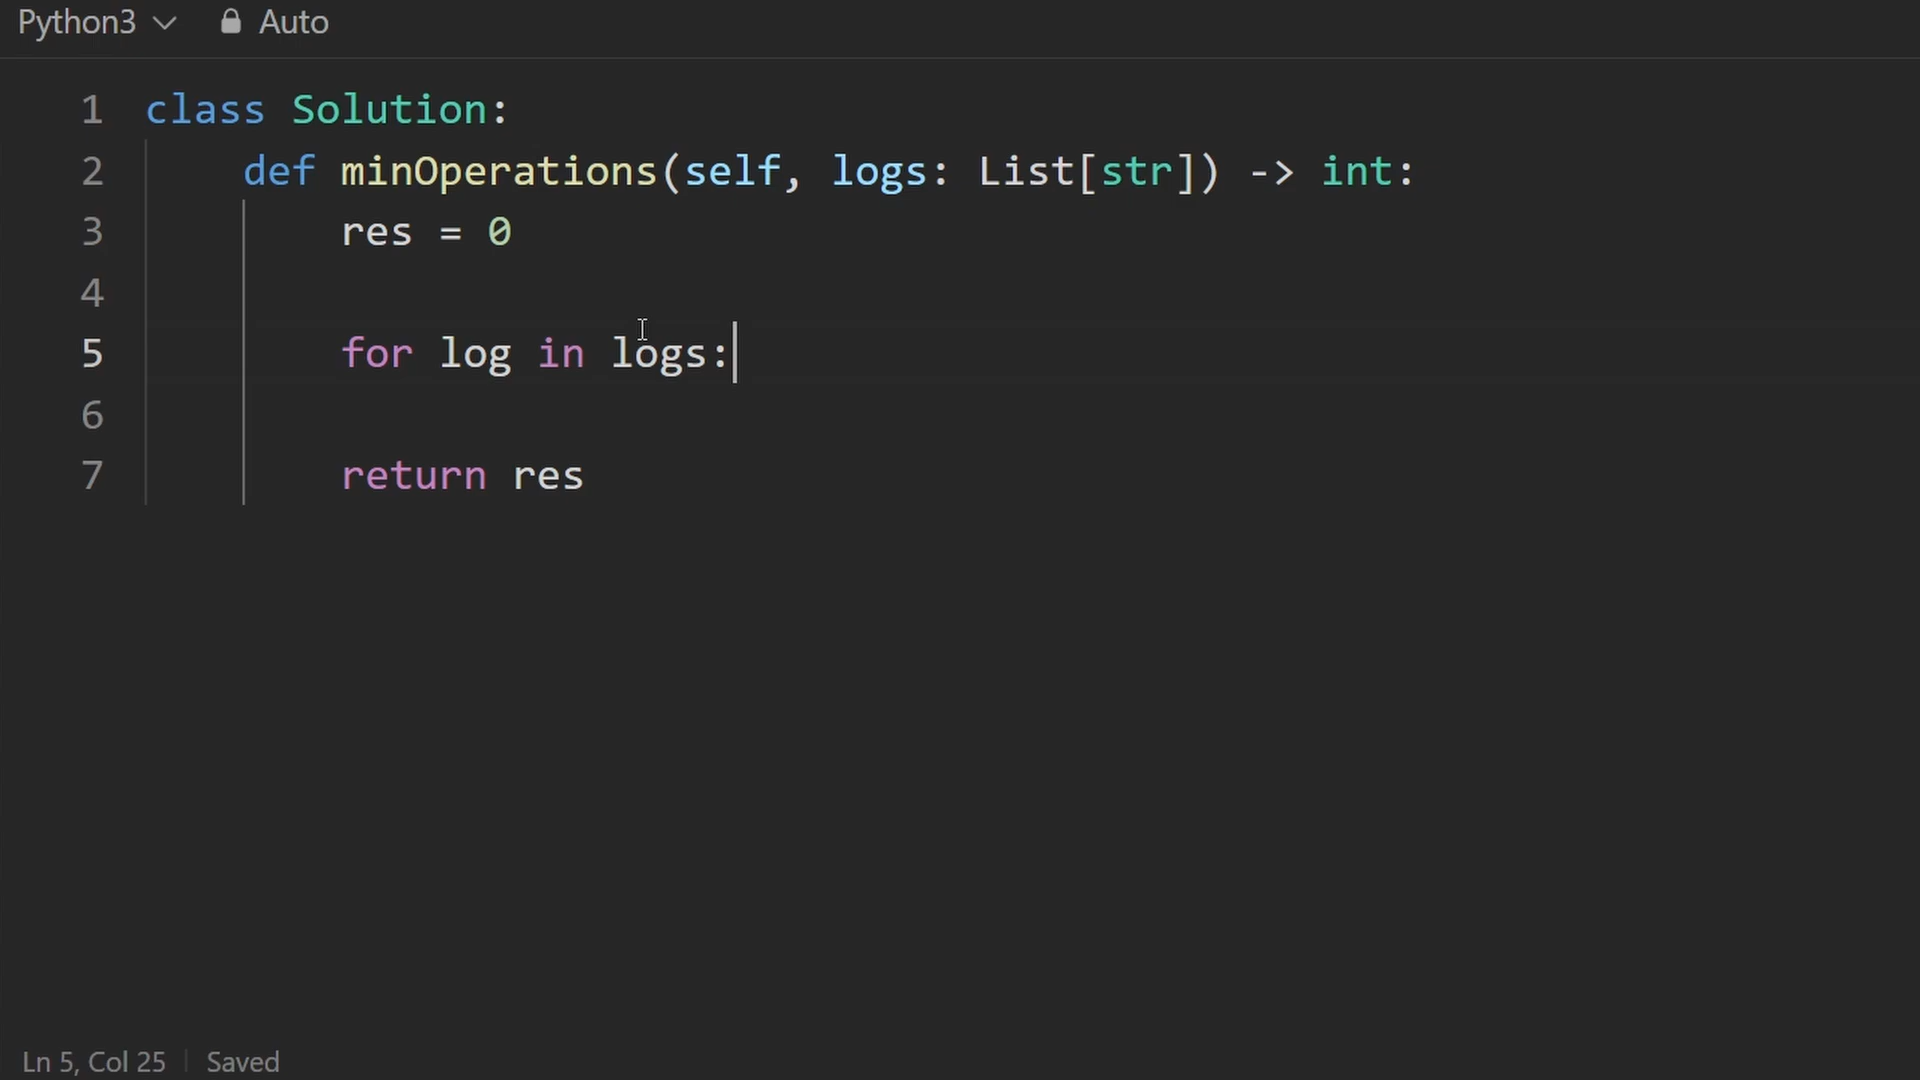 Python3 Auto
1 class Solution:
2     def minOperations(self, logs: List[str]) -> int:
3         res = 0
4
5         for log in logs:
6
7         return res
Ln 5, Col 25 Saved